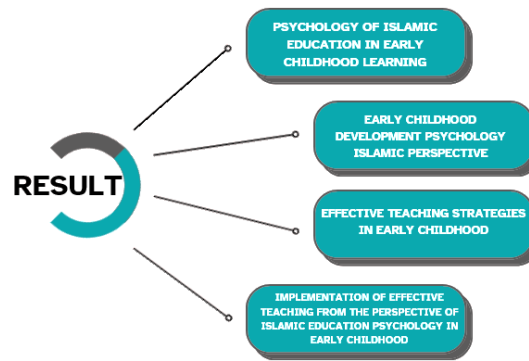 PSYCHOLOGY OF ISLAMIC
EDUCATION IN EARLY
CHILDHOOD LEARNING
EARLY CHILDHOOD
DEVELOPMENT PSYCHOLOGY
ISLAMIC PERSPECTIVE
RESULT
EFFECTIVE TEACHING STRATEGIES
IN EARLY CHILDHOOD
IMPLEMENTATION OF EFFECTIVE
TEACHING FROM THE PERSPECTIVE OF
ISLAMIC EDUCATION PSYCHOLOGY IN
EARLY CHILDHOOD